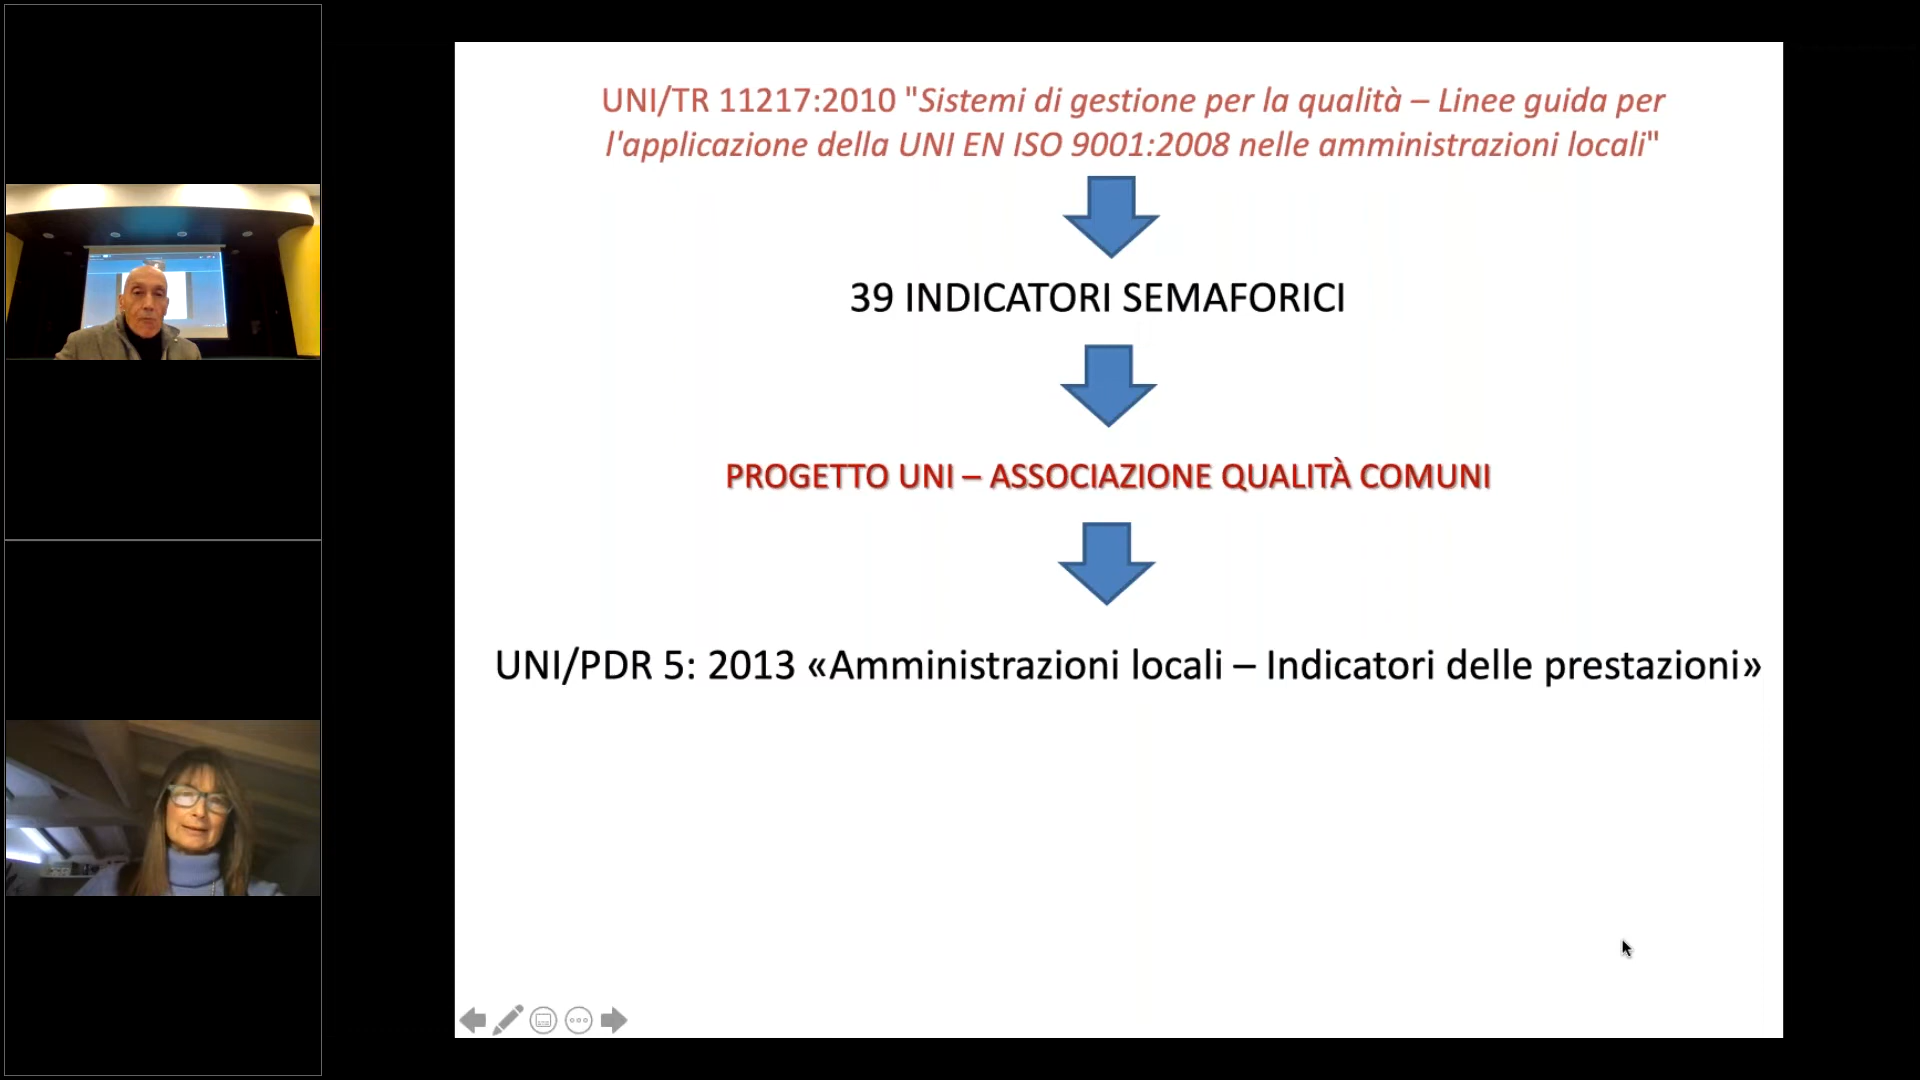 UNI/TR 11217:2010 "Sistemi di gestione per la qualità – Linee guida per
l'applicazione della UNI EN ISO 9001:2008 nelle amministrazioni locali"
39 INDICATORI SEMAFORICI
PROGETTO UNI – ASSOCIAZIONE QUALITÀ COMUNI
UNI/PDR 5: 2013 «Amministrazioni locali – Indicatori delle prestazioni»